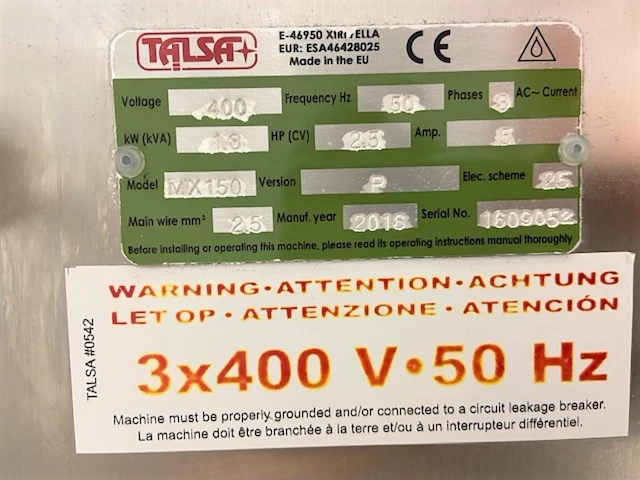 TALSA
E-46950
EUR: ESA46428025
Made in the EU
CE
Voltage 400 Frequency Hz 50 Phases 3 AC~ Current
kW (kVA) 1.9 HP (CV) 2.5 Amp. 5
Model MX150 Version P Elec. scheme 25
Main wire mm² 2.5 Manuf. year 2016 Serial No. 1609052
Before installing or operating this machine, please read its operating instructions manual thoroughly
WARNING·ATTENTION·ACHTUNG
LET OP · ATTENZIONE · ATENCIÓN
3x400 V·50 Hz
TALSA #0542
Machine must be properly grounded and/or connected to a circuit leakage breaker.
La machine doit être branchée à la terre et/ou à un interrupteur différentiel.